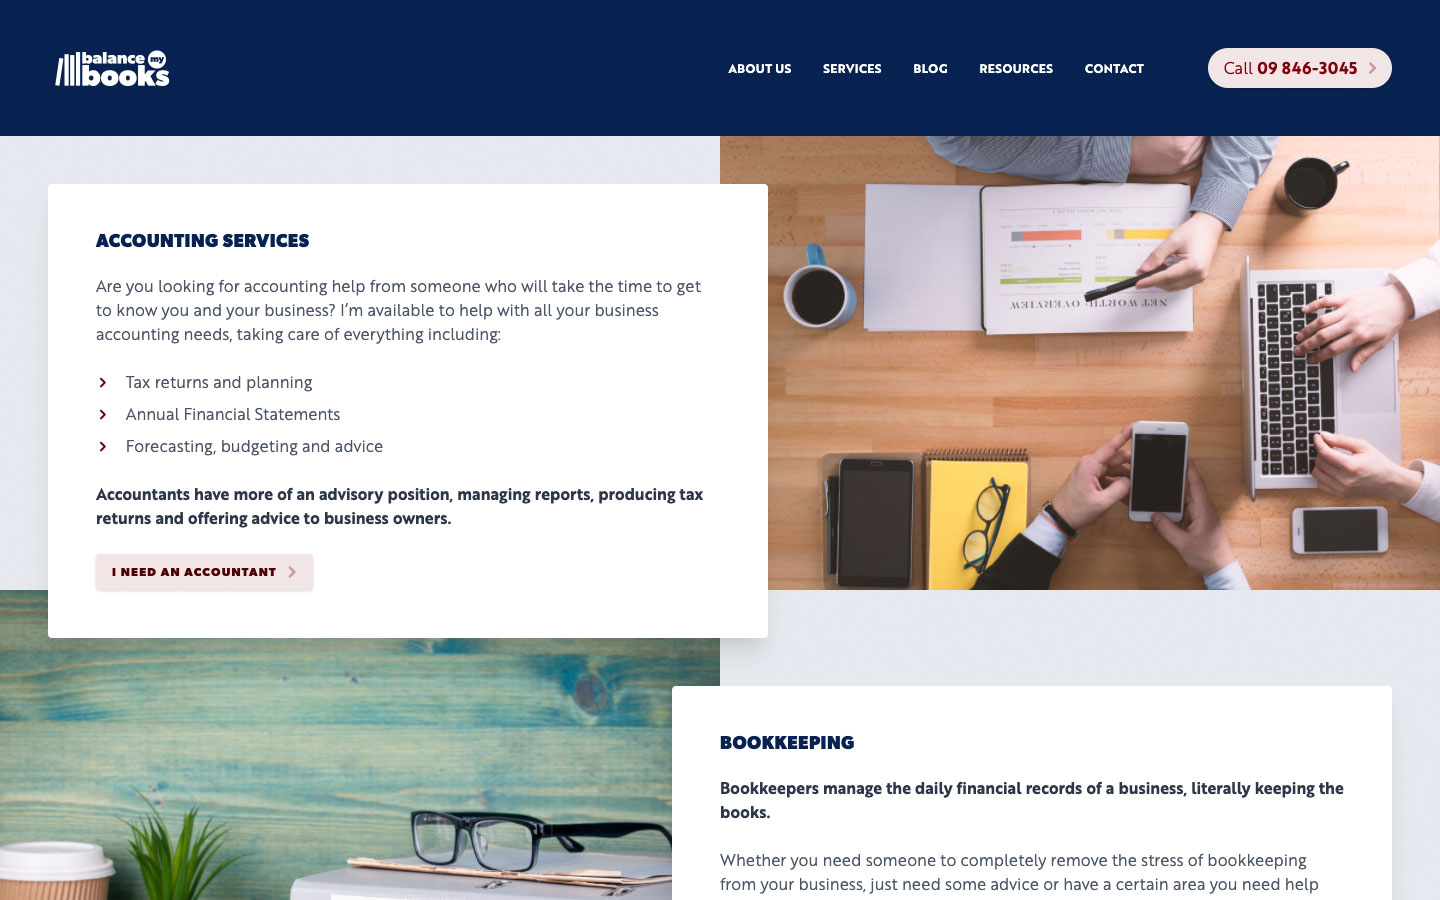 balance my
books
ABOUT US
SERVICES
BLOG
RESOURCES
CONTACT
Call 09 846-3045
ACCOUNTING SERVICES
Are you looking for accounting help from someone who will take the time to get
to know you and your business? I’m available to help with all your business
accounting needs, taking care of everything including:
Tax returns and planning
Annual Financial Statements
Forecasting, budgeting and advice
Accountants have more of an advisory position, managing reports, producing tax
returns and offering advice to business owners.
I NEED AN ACCOUNTANT
NET WORTH: OVERVIEW
BOOKKEEPING
Bookkeepers manage the daily financial records of a business, literally keeping the
books.
Whether you need someone to completely remove the stress of bookkeeping
from your business, just need some advice or have a certain area you need help